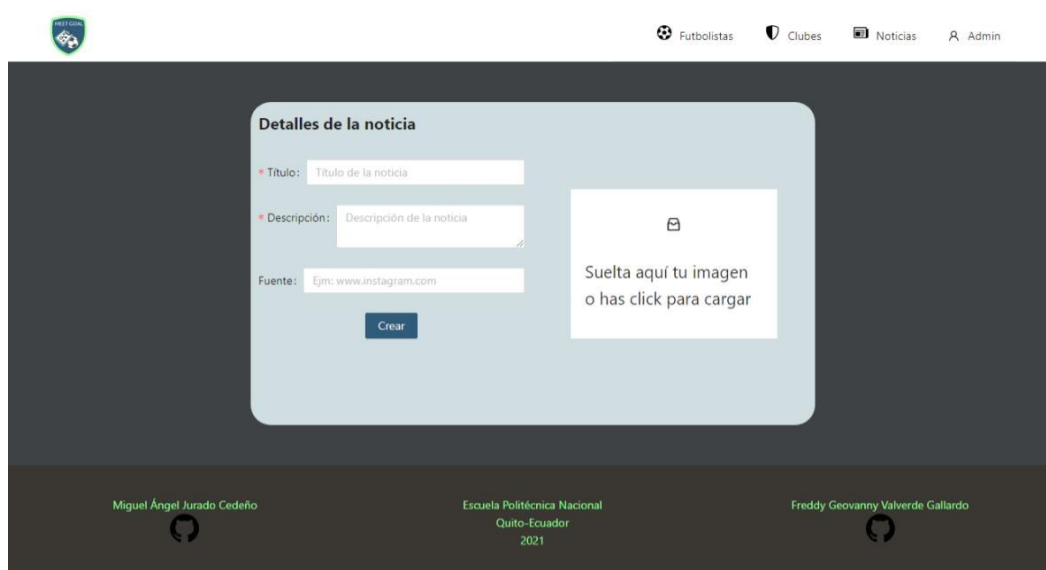 MEET GOAL
Futbolistas Clubes Noticias Admin
Detalles de la noticia
* Título: Título de la noticia
* Descripción: Descripción de la noticia
Fuente: Ejm: www.instagram.com
Crear
Suelta aquí tu imagen
o has click para cargar
Miguel Ángel Jurado Cedeño
Escuela Politécnica Nacional
Quito-Ecuador
2021
Freddy Geovanny Valverde Gallardo